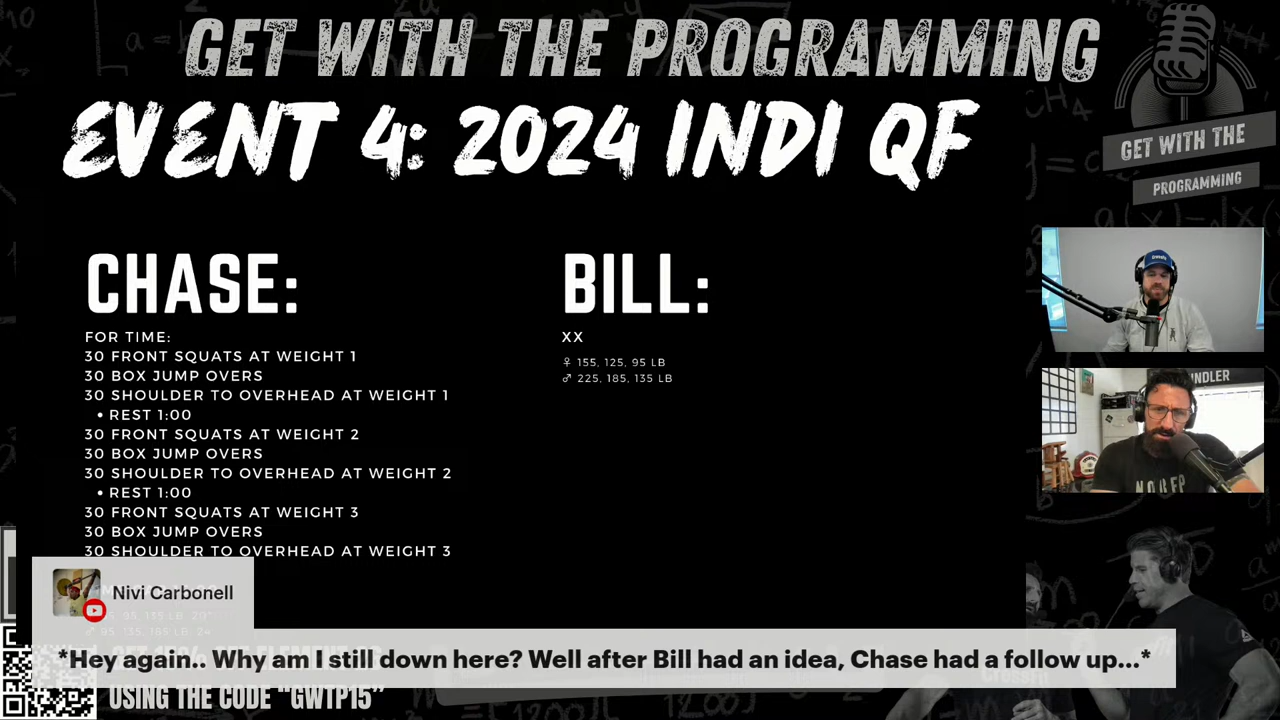 GET WITH THE PROGRAMMING
EVENT 4: 2024 INDI QF
GET WITH THE
PROGRAMMING
CHASE:
FOR TIME:
30 FRONT SQUATS AT WEIGHT 1
30 BOX JUMP OVERS
30 SHOULDER TO OVERHEAD AT WEIGHT 1
• REST 1:00
30 FRONT SQUATS AT WEIGHT 2
30 BOX JUMP OVERS
30 SHOULDER TO OVERHEAD AT WEIGHT 2
• REST 1:00
30 FRONT SQUATS AT WEIGHT 3
30 BOX JUMP OVERS
30 SHOULDER TO OVERHEAD AT WEIGHT 3
BILL:
XX
♀ 155, 125, 95 LB
♂ 225, 185, 135 LB
Nivi Carbonell
*Hey again.. Why am I still down here? Well after Bill had an idea, Chase had a follow up...*
USING THE CODE "GWTP15"